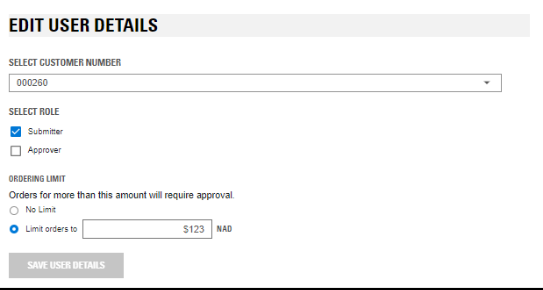 EDIT USER DETAILS
SELECT CUSTOMER NUMBER
000260
SELECT ROLE
Submitter
Approver
ORDERING LIMIT
Orders for more than this amount will require approval.
No Limit
Limit orders to $123 NAD
SAVE USER DETAILS